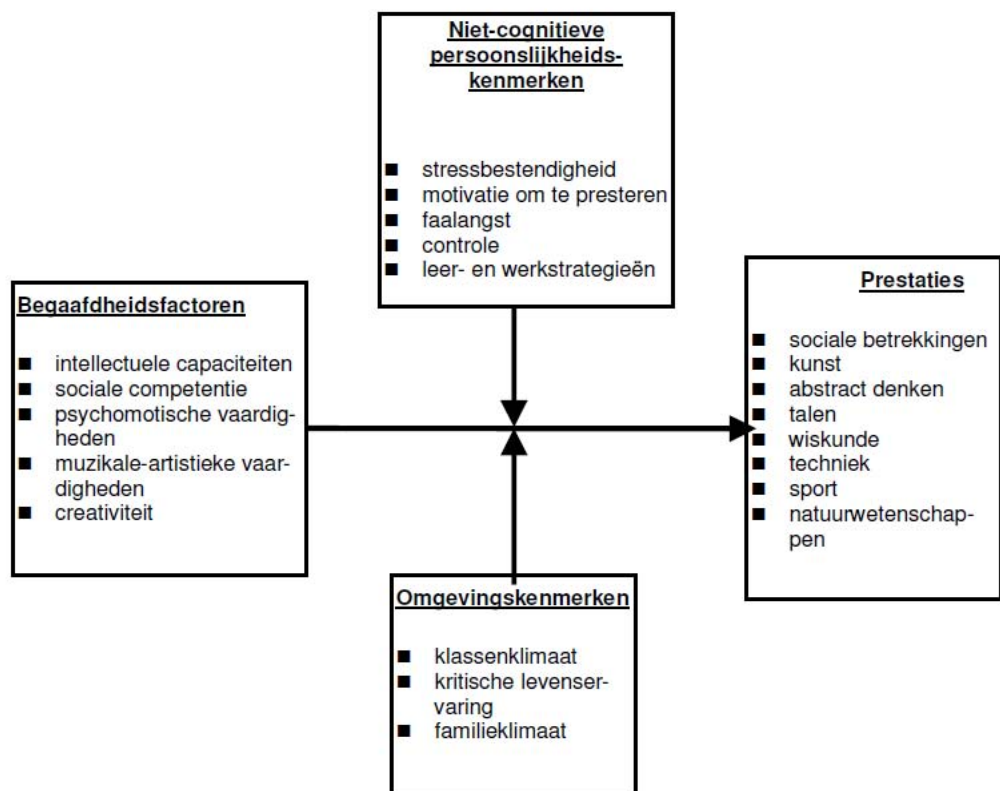 Niet-cognitieve
persoonslijkheids-
kenmerken
■ stressbestendigheid
■ motivatie om te presteren
■ faalangst
■ controle
■ leer- en werkstrategieën
Begaafdheidsfactoren
■ intellectuele capaciteiten
■ sociale competentie
■ psychomotische vaardig-
heden
■ muzikale-artistieke vaar-
digheden
■ creativiteit
Prestaties
■ sociale betrekkingen
■ kunst
■ abstract denken
■ talen
■ wiskunde
■ techniek
■ sport
■ natuurwetenschap-
pen
Omgevingskenmerken
■ klassenklimaat
■ kritische levenser-
varing
■ familieklimaat